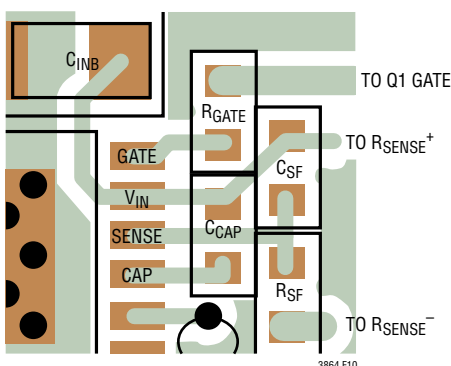 CINB
TO Q1 GATE
RGATE
TO RSENSE+
GATE
CSF
VIN
SENSE
CCAP
CAP
RSF
TO RSENSE−
3864 F10